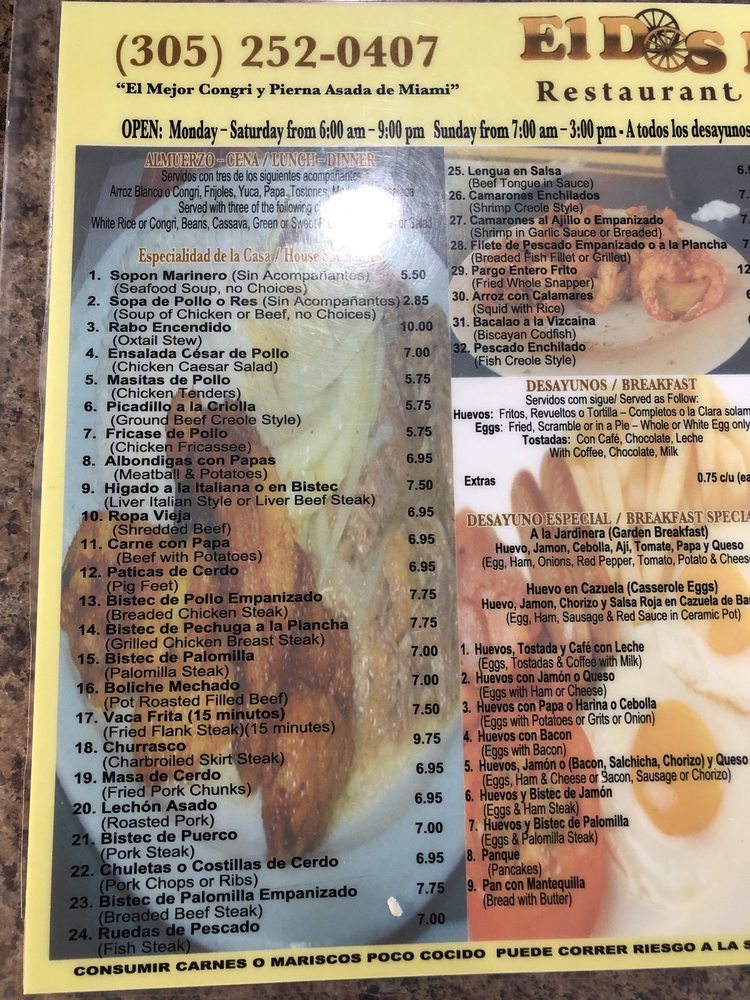 (305) 252-0407
"El Mejor Congri y Pierna Asada de Miami"
El Dos
Restaurant
OPEN: Monday – Saturday from 6:00 am – 9:00 pm Sunday from 7:00 am – 3:00 pm - A todos los desayunos
ALMUERZO - CENA / LUNCH - DINNER
Servidos con tres de los siguientes acompañantes
Arroz Blanco o Congri, Frijoles, Yuca, Papa, Tostones,
Served with three of the following
White Rice or Congri, Beans, Cassava, Green or Sweet or Salad
Especialidad de la Casa / House
1. Sopon Marinero (Sin Acompañantes) 5.50
(Seafood Soup, no Choices)
2. Sopa de Pollo o Res (Sin Acompañantes) 2.85
(Soup of Chicken or Beef, no Choices)
3. Rabo Encendido 10.00
(Oxtail Stew)
4. Ensalada César de Pollo 7.00
(Chicken Caesar Salad)
5. Masitas de Pollo 5.75
(Chicken Tenders)
6. Picadillo a la Criolla 5.75
(Ground Beef Creole Style)
7. Fricase de Pollo 5.75
(Chicken Fricassee)
8. Albondigas con Papas 6.95
(Meatball & Potatoes)
9. Higado a la Italiana o en Bistec 7.50
(Liver Italian Style or Liver Beef Steak)
10. Ropa Vieja 6.95
(Shredded Beef)
11. Carne con Papa 6.95
(Beef with Potatoes)
12. Paticas de Cerdo 6.95
(Pig Feet)
13. Bistec de Pollo Empanizado 7.75
(Breaded Chicken Steak)
14. Bistec de Pechuga a la Plancha 7.75
(Grilled Chicken Breast Steak)
15. Bistec de Palomilla 7.00
(Palomilla Steak)
16. Boliche Mechado 7.00
(Pot Roasted Filled Beef)
17. Vaca Frita (15 minutos) 7.50
(Fried Flank Steak)(15 minutes)
18. Churrasco 9.75
(Charbroiled Skirt Steak)
19. Masa de Cerdo 6.95
(Fried Pork Chunks)
20. Lechón Asado 6.95
(Roasted Pork)
21. Bistec de Puerco 7.00
(Pork Steak)
22. Chuletas o Costillas de Cerdo 6.95
(Pork Chops or Ribs)
23. Bistec de Palomilla Empanizado 7.75
(Breaded Beef Steak)
24. Ruedas de Pescado 7.00
(Fish Steak)
25. Lengua en Salsa
(Beef Tongue in Sauce)
26. Camarones Enchilados
(Shrimp Creole Style)
27. Camarones al Ajillo o Empanizado
(Shrimp in Garlic Sauce or Breaded)
28. Filete de Pescado Empanizado o a la Plancha
(Breaded Fish Fillet or Grilled)
29. Pargo Entero Frito
(Fried Whole Snapper)
30. Arroz con Calamares
(Squid with Rice)
31. Bacalao a la Vizcaina
(Biscayan Codfish)
32. Pescado Enchilado
(Fish Creole Style)
DESAYUNOS / BREAKFAST
Servidos com sigue/ Served as Follow:
Huevos: Fritos, Revueltos o Tortilla – Completos o la Clara
Eggs: Fried, Scramble or in a Pie – Whole or White Egg only
Tostadas: Con Café, Chocolate, Leche
With Coffee, Chocolate, Milk
Extras 0.75 c/u
DESAYUNO ESPECIAL / BREAKFAST
A la Jardinera (Garden Breakfast)
Huevo, Jamon, Cebolla, Ají, Tomate, Papa y Queso
(Egg, Ham, Onions, Red Pepper, Tomato, Potato &
Huevo en Cazuela (Casserole Eggs)
Huevo, Jamon, Chorizo y Salsa Roja en Cazuela de
(Egg, Ham, Sausage & Red Sauce in Ceramic Pot)
1. Huevos, Tostada y Café con Leche
(Eggs, Tostadas & Coffee with Milk)
2. Huevos con Jamón o Queso
(Eggs with Ham or Cheese)
3. Huevos con Papa o Harina o Cebolla
(Eggs with Potatoes or Grits or Onion)
4. Huevos con Bacon
(Eggs with Bacon)
5. Huevos, Jamón o (Bacon, Salchicha, Chorizo) y Queso
(Eggs, Ham & Cheese or Bacon, Sausage or Chorizo)
6. Huevos y Bistec de Jamón
(Eggs & Ham Steak)
7. Huevos y Bistec de Palomilla
(Eggs & Palomilla Steak)
8. Panque
(Pancakes)
9. Pan con Mantequilla
(Bread with Butter)
CONSUMIR CARNES O MARISCOS POCO COCIDO PUEDE CORRER RIESGO A LA